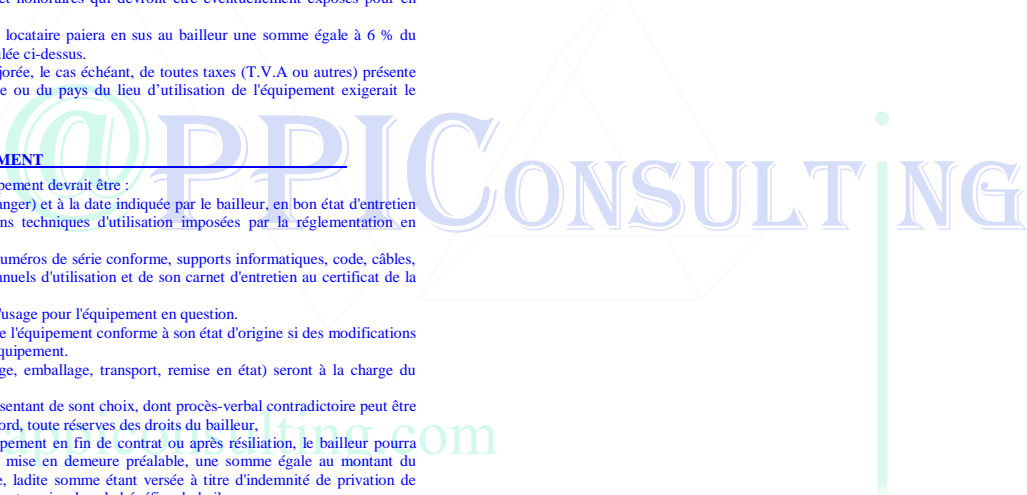 et honoraires qui devront être éventuellement exposés pour en
locataire paiera en sus au bailleur une somme égale à 6 % du
ulée ci-dessus.
jorée, le cas échéant, de toutes taxes (T.V.A ou autres) présente
e ou du pays du lieu d’utilisation de l'équipement exigerait le
@PPICONSULTING
MENT
pement devrait être :
anger) et à la date indiquée par le bailleur, en bon état d'entretien
ns techniques d'utilisation imposées par la réglementation en
uméros de série conforme, supports informatiques, code, câbles,
anuels d'utilisation et de son carnet d'entretien au certificat de la
'usage pour l'équipement en question.
e l'équipement conforme à son état d'origine si des modifications
quipement.
ge, emballage, transport, remise en état) seront à la charge du
sentant de sont choix, dont procès-verbal contradictoire peut être
ord, toute réserves des droits du bailleur,
appiconsulting.com
pement en fin de contrat ou après résiliation, le bailleur pourra
mise en demeure préalable, une somme égale au montant du
e, ladite somme étant versée à titre d'indemnité de privation de